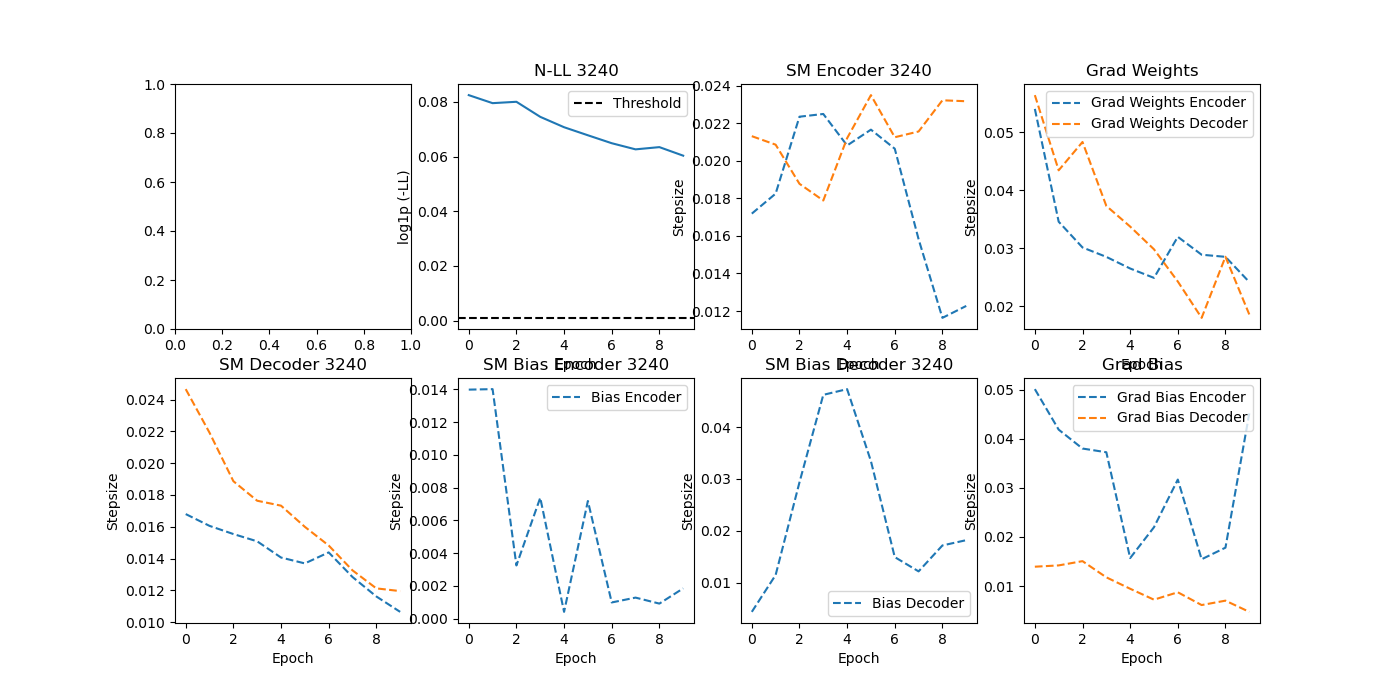 1.0
0.8
0.6
0.4
0.2
0.0
0.0 0.2 0.4 0.6 0.8 1.0
N-LL 3240
Threshold
log1p (-LL)
0.08
0.06
0.04
0.02
0.00
0 2 4 6 8
Epoch
SM Encoder 3240
Stepsize
0.024
0.022
0.020
0.018
0.016
0.014
0.012
0 2 4 6 8
Epoch
Grad Weights
Grad Weights Encoder
Grad Weights Decoder
Stepsize
0.05
0.04
0.03
0.02
0 2 4 6 8
Epoch
SM Decoder 3240
Stepsize
0.024
0.022
0.020
0.018
0.016
0.014
0.012
0.010
0 2 4 6 8
Epoch
SM Bias Encoder 3240
Bias Encoder
Stepsize
0.014
0.012
0.010
0.008
0.006
0.004
0.002
0.000
0 2 4 6 8
Epoch
SM Bias Decoder 3240
Stepsize
0.04
0.03
0.02
0.01
Bias Decoder
0 2 4 6 8
Epoch
Grad Bias
Grad Bias Encoder
Grad Bias Decoder
Stepsize
0.05
0.04
0.03
0.02
0.01
0 2 4 6 8
Epoch